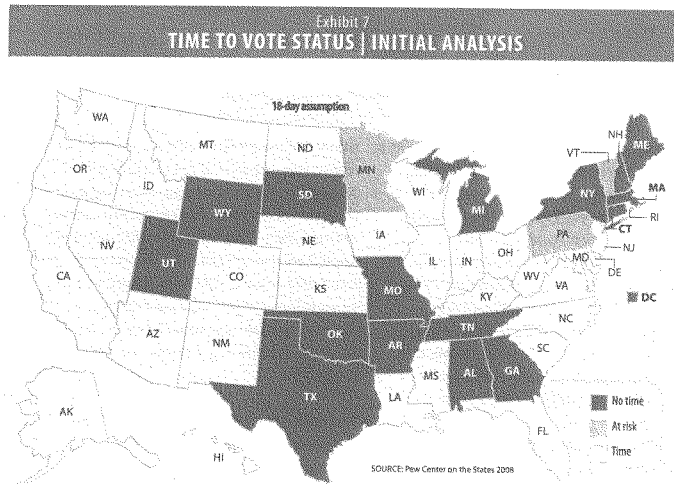 Exhibit 7
TIME TO VOTE STATUS | INITIAL ANALYSIS
18-day assumption
WA
MT
ND
MN
VT
NH
ME
OR
ID
SD
WI
NY
MA
WY
MI
RI
CT
NV
UT
NE
IA
PA
NJ
CA
CO
IL
IN
OH
MD
DE
KS
MO
WV
VA
KY
DC
AZ
NM
OK
AR
TN
NC
SC
TX
LA
MS
AL
GA
AK
HI
FL
No time
At risk
Time
SOURCE: Pew Center on the States 2008